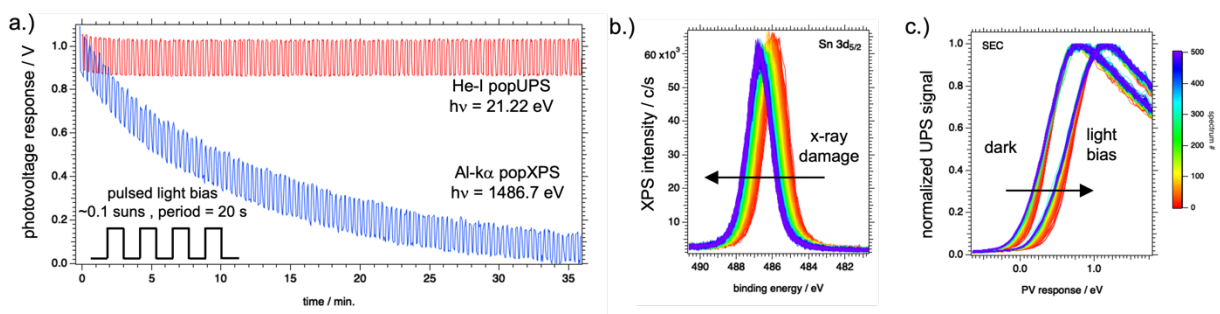 a.)
photovoltage response / V
1.0
0.8
0.6
0.4
0.2
0.0
He-I popUPS
hν = 21.22 eV
Al-kα popXPS
hν = 1486.7 eV
pulsed light bias
~0.1 suns , period = 20 s
0 5 10 15 20 25 30 35
time / min.
b.)
XPS intensity / c/s
60 x10³
50
40
30
20
10
Sn 3d5/2
x-ray
damage
490 488 486 484 482
binding energy / eV
c.)
normalized UPS signal
1.0
0.8
0.6
0.4
0.2
0.0
SEC
dark
light
bias
0.0 1.0
PV response / eV
500
400
300
200
100
0
spectrum #